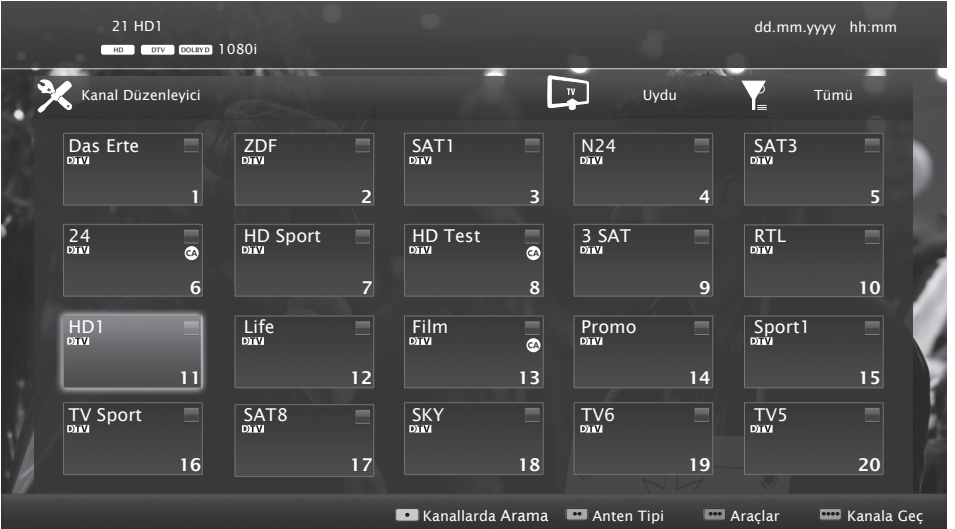 21 HD1
dd.mm.yyyy hh:mm
HD DTV DOLBY D 1080i
Kanal Düzenleyici
TV
Uydu
Tümü
Das Erte
DTV
1
ZDF
DTV
2
SAT1
DTV
3
N24
DTV
4
SAT3
DTV
5
24
DTV
CA
6
HD Sport
DTV
7
HD Test
DTV
CA
8
3 SAT
DTV
9
RTL
DTV
10
HD1
DTV
11
Life
DTV
12
Film
DTV
CA
13
Promo
DTV
14
Sport1
DTV
15
TV Sport
DTV
16
SAT8
DTV
17
SKY
DTV
18
TV6
DTV
19
TV5
DTV
20
Kanallarda Arama Anten Tipi Araçlar Kanala Geç